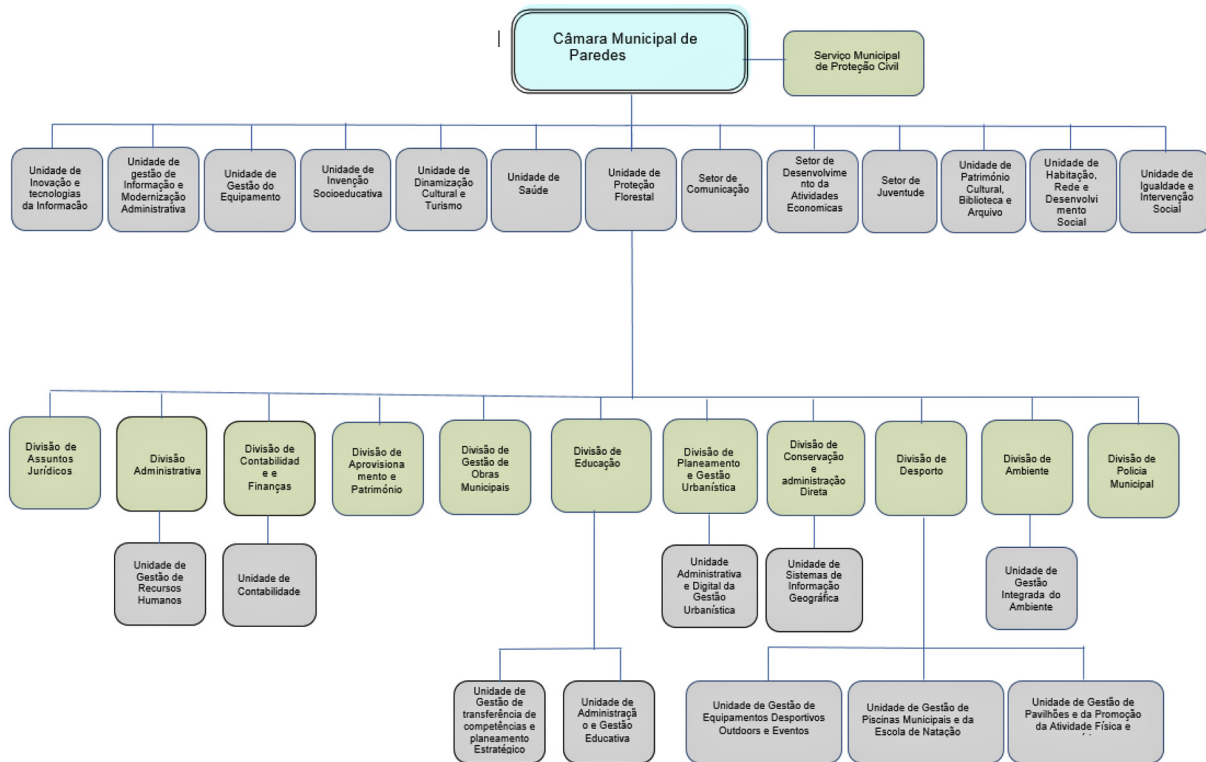 Câmara Municipal de
Paredes
Serviço Municipal
de Proteção Civil
Unidade de
Inovação e
tecnologias
da Informacão
Unidade de
gestão de
Informação e
Modernização
Administrativa
Unidade de
Gestão do
Equipamento
Unidade de
Invenção
Socioeducativa
Unidade de
Dinamização
Cultural e
Turismo
Unidade de
Saúde
Unidade de
Proteção
Florestal
Setor de
Comunicação
Setor de
Desenvolvime
nto da
Atividades
Economicas
Setor de
Juventude
Unidade de
Património
Cultural,
Biblioteca e
Arquivo
Unidade de
Habitação,
Rede e
Desenvolvi
mento
Social
Unidade de
Igualdade e
Intervenção
Social
Divisão de
Assuntos
Jurídicos
Divisão
Administrativa
Divisão de
Contabilidad
e e
Finanças
Divisão de
Aprovisiona
mento e
Património
Divisão de
Gestão de
Obras
Municipais
Divisão de
Educação
Divisão de
Planeamento
e Gestão
Urbanística
Divisão de
Conservação
e
administração
Direta
Divisão de
Desporto
Divisão de
Ambiente
Divisão de
Policia
Municipal
Unidade de
Gestão de
Recursos
Humanos
Unidade de
Contabilidade
Unidade
Administrativa
e Digital da
Gestão
Urbanística
Unidade de
Sistemas de
Informação
Geográfica
Unidade de
Gestão
Integrada do
Ambiente
Unidade de
Gestão de
transferência de
competências e
planeamento
Estratégico
Unidade de
Administraçã
o e Gestão
Educativa
Unidade de Gestão de
Equipamentos Desportivos
Outdoors e Eventos
Unidade de Gestão de
Piscinas Municipais e da
Escola de Natação
Unidade de Gestão de
Pavilhões e da Promoção
da Atividade Física e